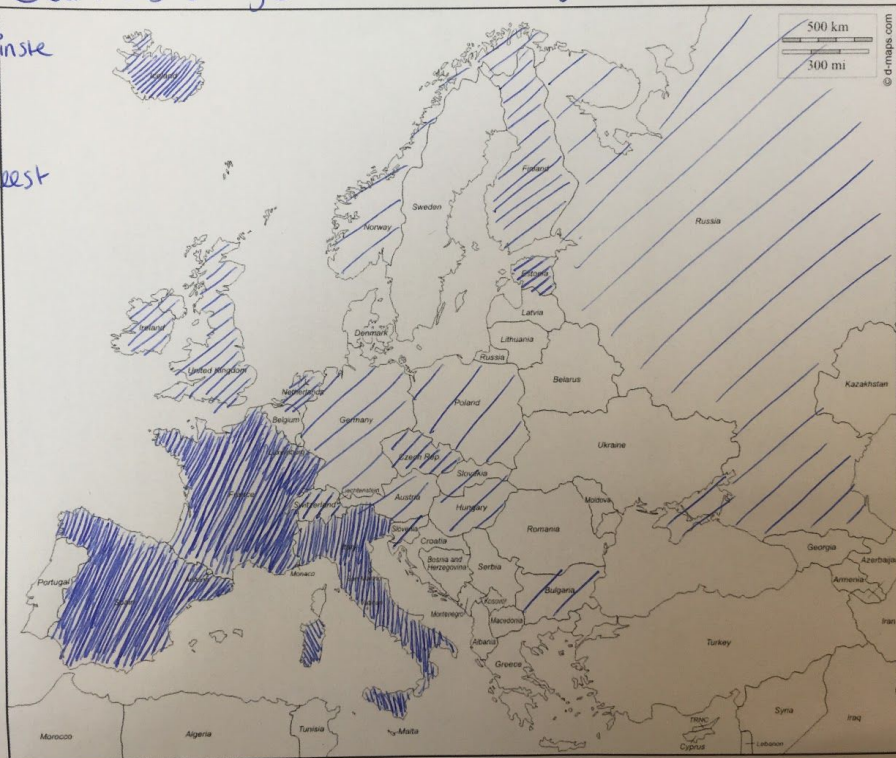 inste
eest
500 km
300 mi
© d-maps.com
Iceland
Finland
Russia
Norway
Sweden
Estonia
Latvia
Denmark
Lithuania
Russia
Ireland
United Kingdom
Belarus
Kazakhstan
Netherlands
Belgium
Germany
Poland
Ukraine
Luxembourg
Czech Rep.
Slovakia
France
Switzerland
Liechtenstein
Austria
Hungary
Moldova
Slovenia
Romania
Croatia
Italy
Bosnia and
Herzegovina
Serbia
Georgia
Azerbaijan
Armenia
Monaco
Portugal
Spain
Montenegro
Kosovo
Bulgaria
Macedonia
Albania
Greece
Turkey
Iran
Morocco
Algeria
Tunisia
Malta
TRNC
Cyprus
Syria
Lebanon
Iraq